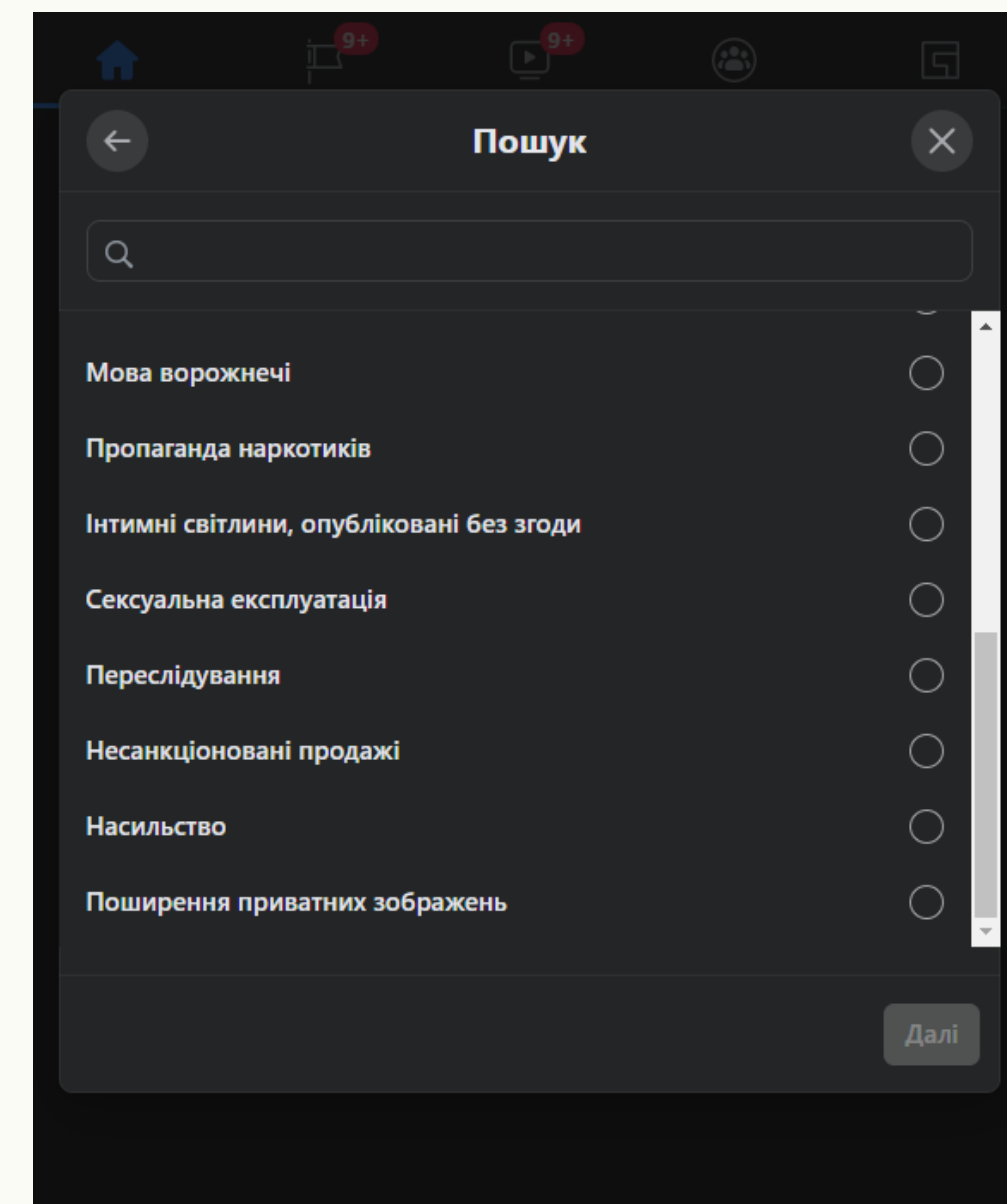 9+
9+
Пошук
Мова ворожнечі
Пропаганда наркотиків
Інтимні світлини, опубліковані без згоди
Сексуальна експлуатація
Переслідування
Несанкціоновані продажі
Насильство
Поширення приватних зображень
Далі